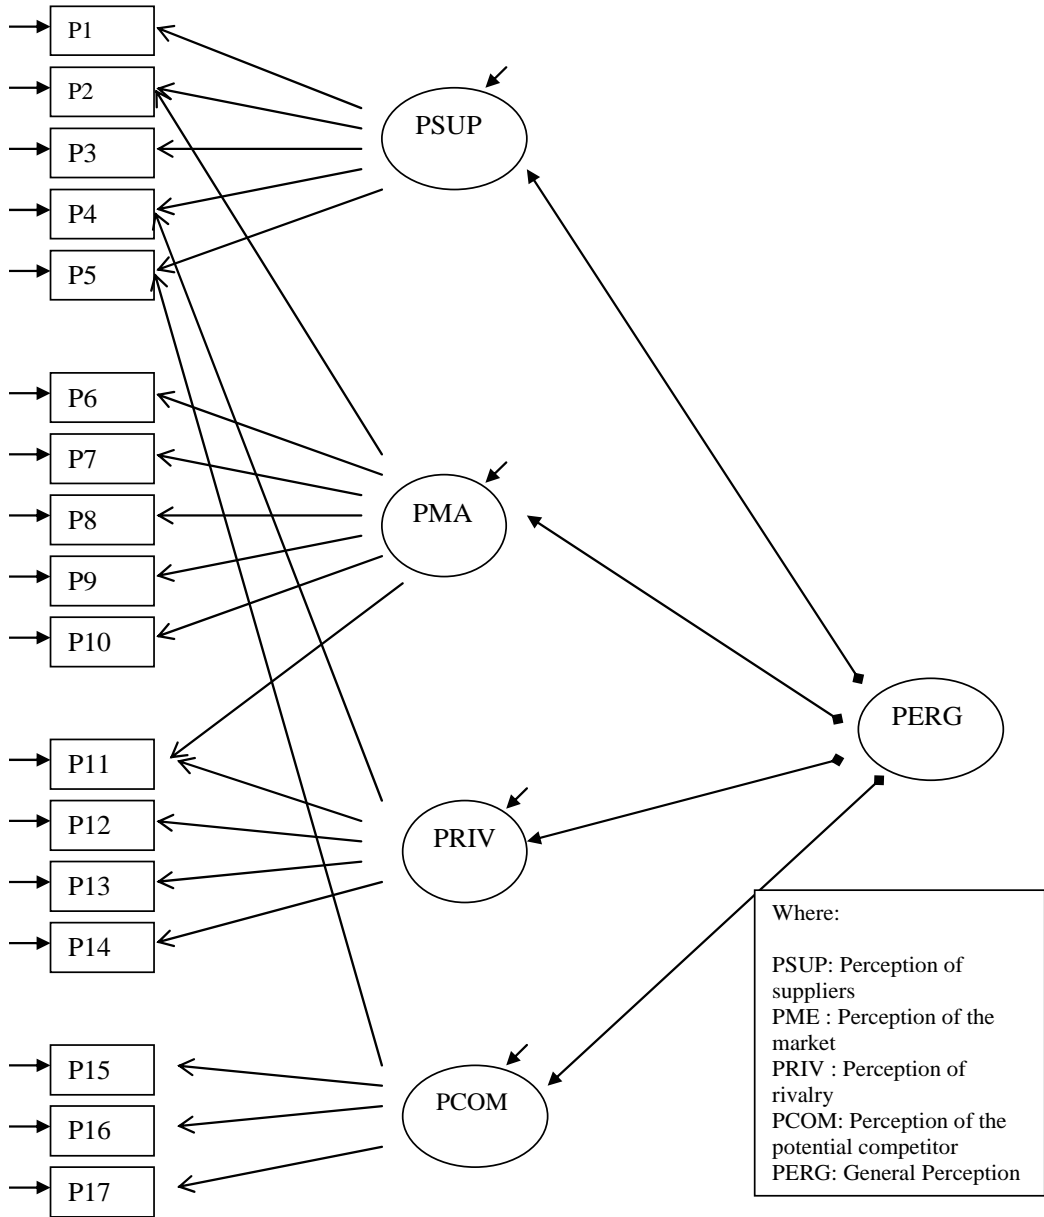 P1
P2
P3
P4
P5
PSUP
P6
P7
P8
P9
P10
PMA
P11
P12
P13
P14
PRIV
PERG
P15
P16
P17
PCOM
Where:
PSUP: Perception of
suppliers
PME : Perception of the
market
PRIV : Perception of
rivalry
PCOM: Perception of the
potential competitor
PERG: General Perception